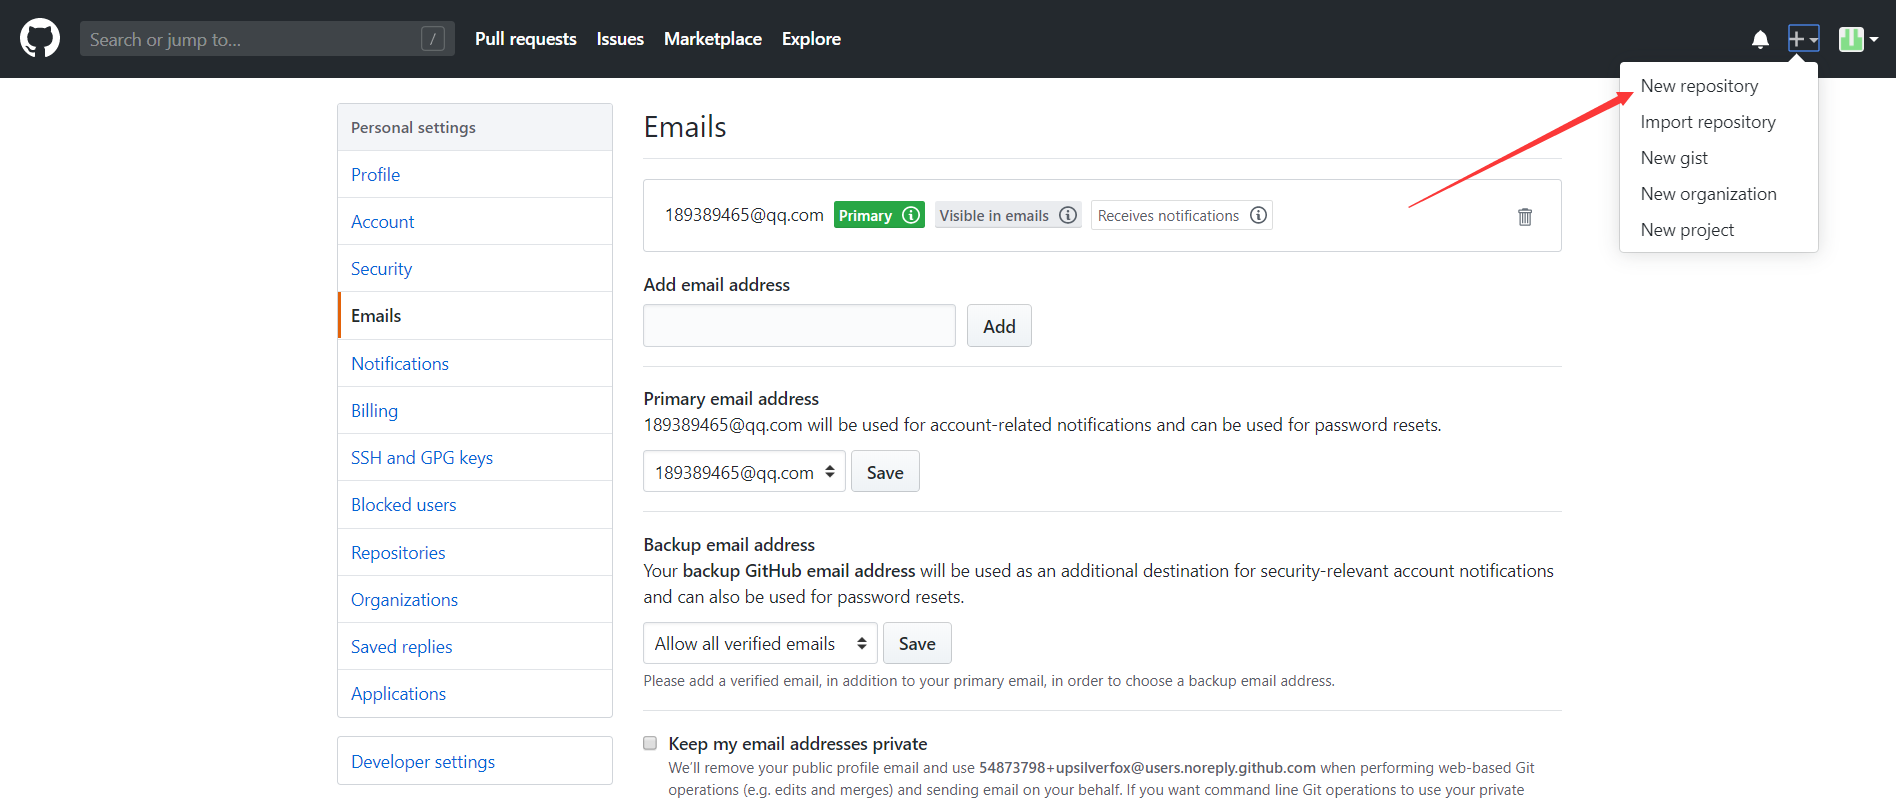 Search or jump to... /
Pull requests Issues Marketplace Explore
New repository
Import repository
New gist
New organization
New project
Personal settings
Profile
Account
Security
Emails
Notifications
Billing
SSH and GPG keys
Blocked users
Repositories
Organizations
Saved replies
Applications
Developer settings
Emails
189389465@qq.com Primary Visible in emails Receives notifications
Add email address
Add
Primary email address
189389465@qq.com will be used for account-related notifications and can be used for password resets.
189389465@qq.com Save
Backup email address
Your backup GitHub email address will be used as an additional destination for security-relevant account notifications
and can also be used for password resets.
Allow all verified emails Save
Please add a verified email, in addition to your primary email, in order to choose a backup email address.
Keep my email addresses private
We'll remove your public profile email and use 54873798+upsilverfox@users.noreply.github.com when performing web-based Git
operations (e.g. edits and merges) and sending email on your behalf. If you want command line Git operations to use your private